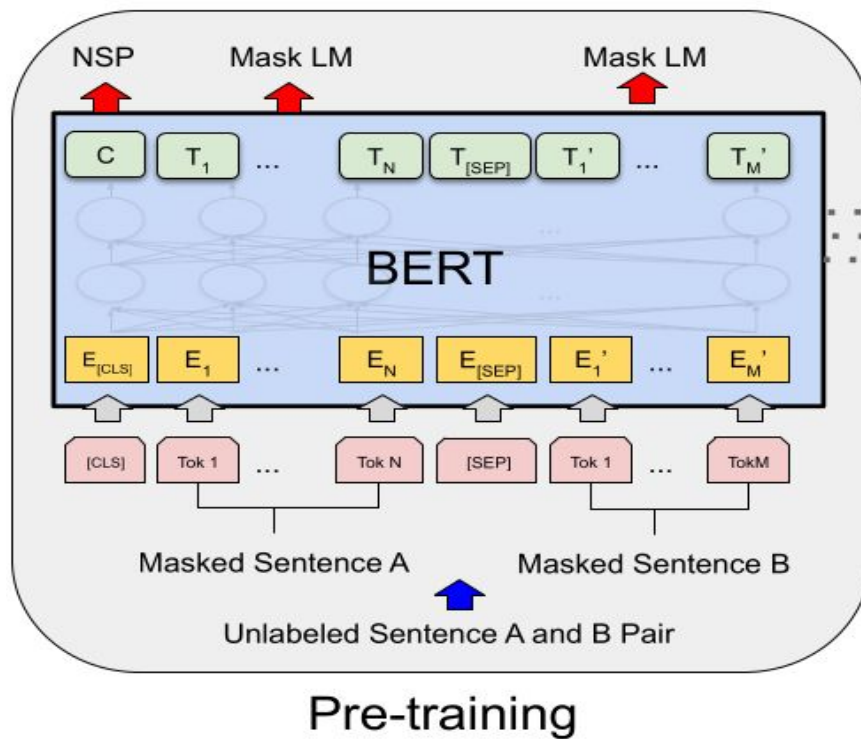 NSP Mask LM Mask LM
C T1 ... TN T[SEP] T1’ ... TM’
...
BERT
...
E[CLS] E1 ... EN E[SEP] E1’ ... EM’
[CLS] Tok 1 ... Tok N [SEP] Tok 1 ... TokM
Masked Sentence A Masked Sentence B
Unlabeled Sentence A and B Pair
Pre-training